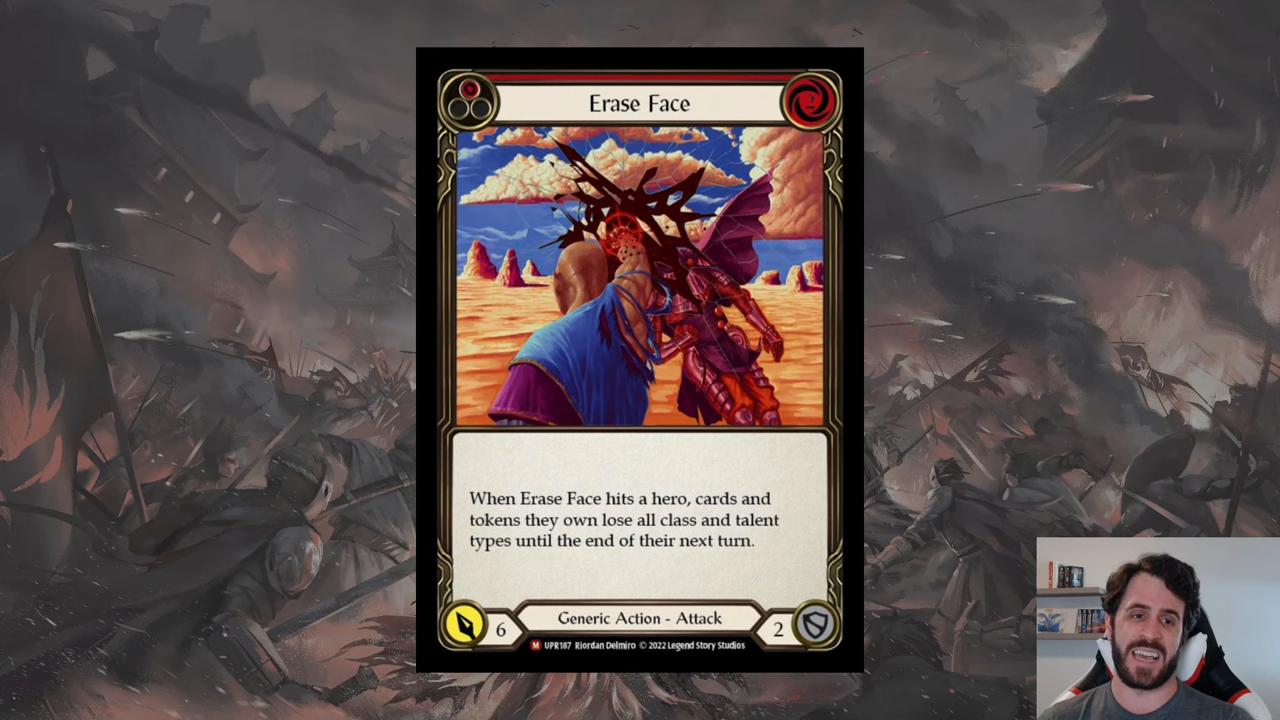 Erase Face
2
When Erase Face hits a hero, cards and
tokens they own lose all class and talent
types until the end of their next turn.
6
Generic Action - Attack
2
M UPR187 Riordan Delmiro © 2022 Legend Story Studios